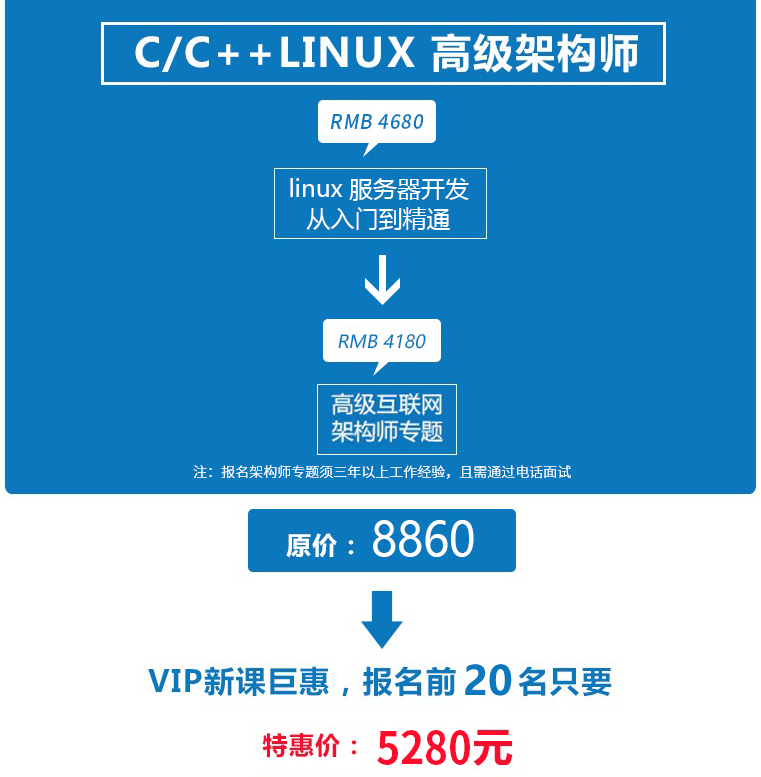 C/C++LINUX 高级架构师
RMB 4680
linux 服务器开发
从入门到精通
RMB 4180
高级互联网
架构师专题
注：报名架构师专题须三年以上工作经验，且需通过电话面试
原价：8860
VIP新课巨惠，报名前20名只要
特惠价：5280元